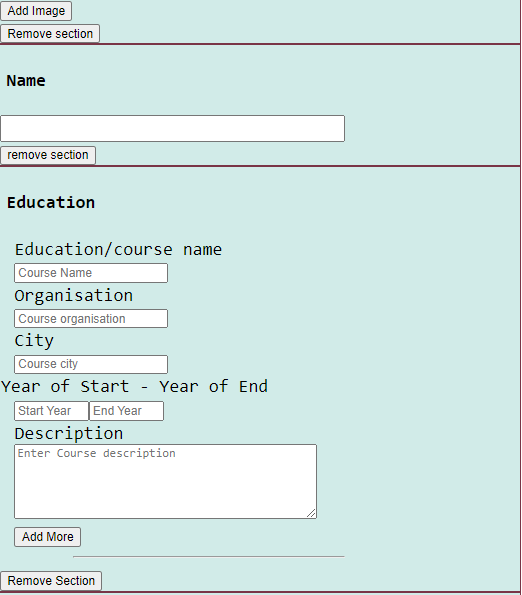 Add Image
Remove section
Name
remove section
Education
Education/course name
Course Name
Organisation
Course organisation
City
Course city
Year of Start - Year of End
Start Year End Year
Description
Enter Course description
Add More
Remove Section